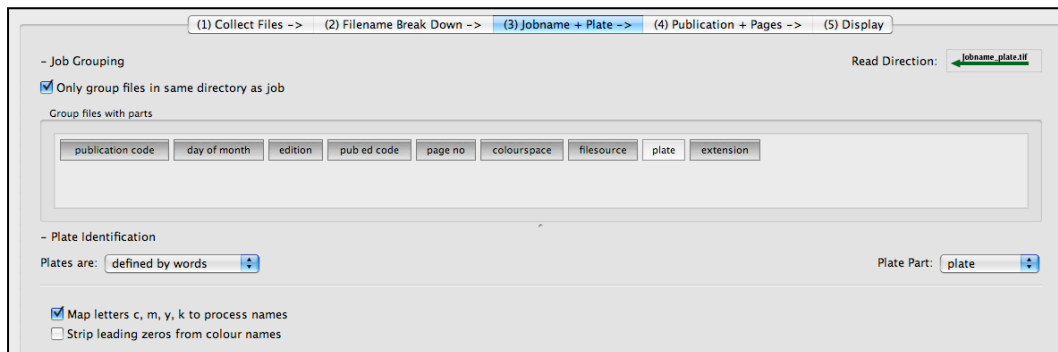 (1) Collect Files -> (2) Filename Break Down -> (3) Jobname + Plate -> (4) Publication + Pages -> (5) Display
– Job Grouping Read Direction: Jobname_plate.tif
Only group files in same directory as job
Group files with parts
publication code day of month edition pub ed code page no colourspace filesource plate extension
– Plate Identification
Plates are: defined by words Plate Part: plate
Map letters c, m, y, k to process names
Strip leading zeros from colour names